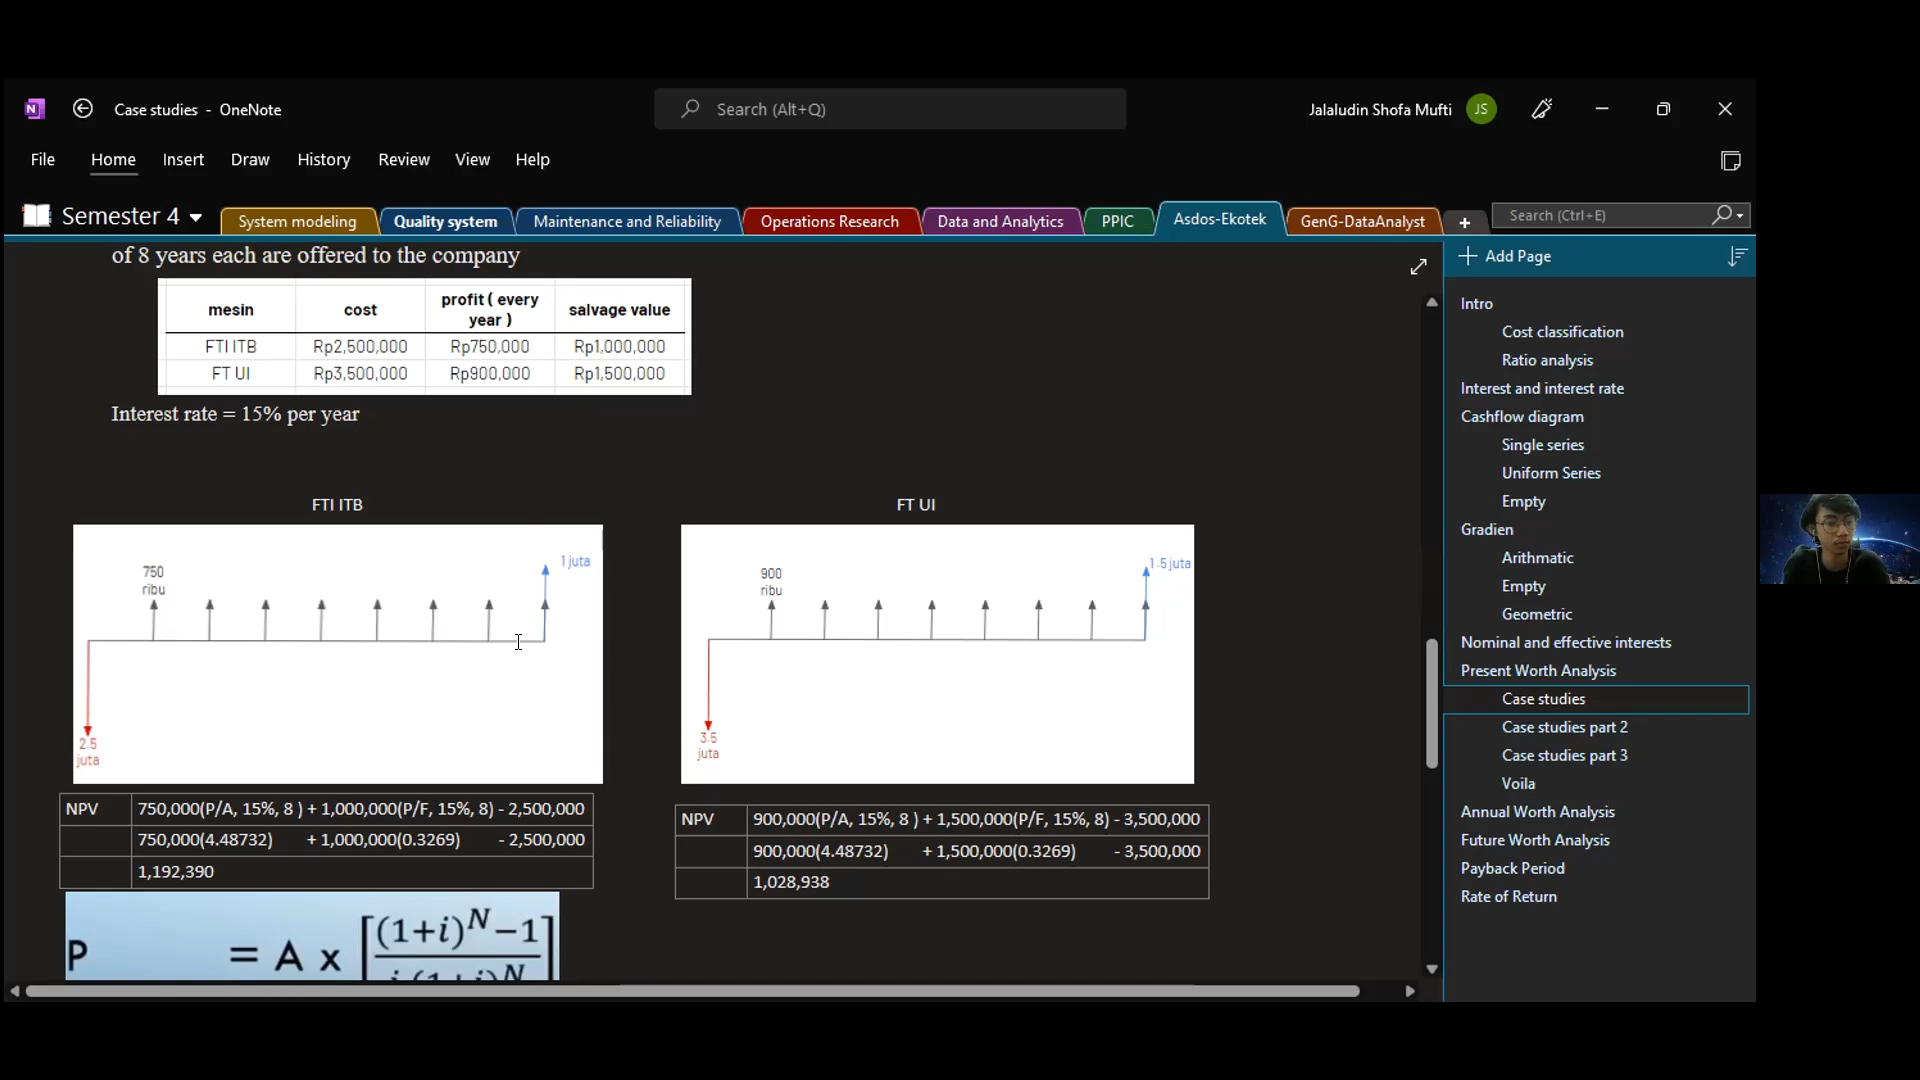 Case studies - OneNote
Search (Alt+Q)
Jalaludin Shofa Mufti
JS
File Home Insert Draw History Review View Help
Semester 4
System modeling
Quality system
Maintenance and Reliability
Operations Research
Data and Analytics
PPIC
Asdos-Ekotek
GenG-DataAnalyst
+
Search (Ctrl+E)
of 8 years each are offered to the company
mesin cost profit ( every year ) salvage value
FTI ITB Rp2,500,000 Rp750,000 Rp1,000,000
FT UI Rp3,500,000 Rp900,000 Rp1,500,000
Interest rate = 15% per year
FTI ITB
750
ribu
1 juta
2.5
juta
NPV 750,000(P/A, 15%, 8 ) + 1,000,000(P/F, 15%, 8) - 2,500,000
750,000(4.48732) + 1,000,000(0.3269) - 2,500,000
1,192,390
P = A x [(1+i)^N−1]
FT UI
900
ribu
1.5 juta
3.5
juta
NPV 900,000(P/A, 15%, 8 ) + 1,500,000(P/F, 15%, 8) - 3,500,000
900,000(4.48732) + 1,500,000(0.3269) - 3,500,000
1,028,938
Add Page
Intro
Cost classification
Ratio analysis
Interest and interest rate
Cashflow diagram
Single series
Uniform Series
Empty
Gradien
Arithmatic
Empty
Geometric
Nominal and effective interests
Present Worth Analysis
Case studies
Case studies part 2
Case studies part 3
Voila
Annual Worth Analysis
Future Worth Analysis
Payback Period
Rate of Return